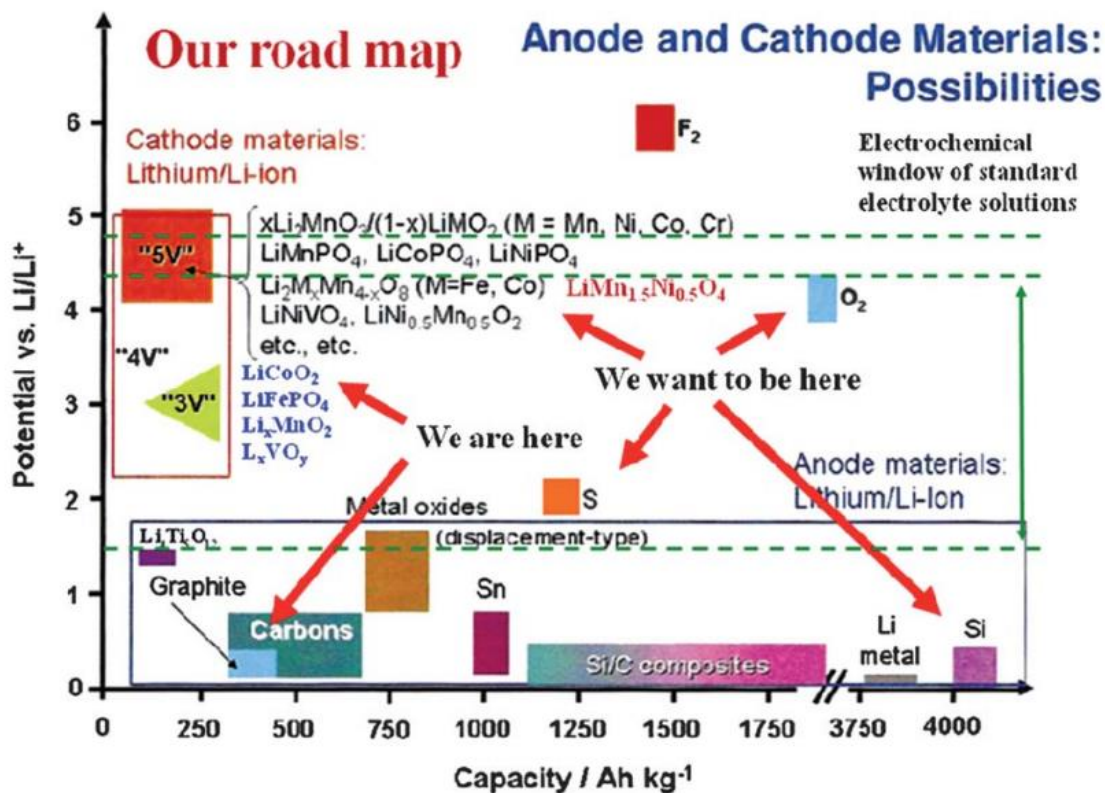 Our road map
Anode and Cathode Materials:
Possibilities
Cathode materials:
Lithium/Li-ion
F₂
Electrochemical
window of standard
electrolyte solutions
xLi₂MnO₃/(1-x)LiMO₂ (M = Mn, Ni, Co, Cr)
LiMnPO₄, LiCoPO₄, LiNiPO₄
Li₂MₓMn₄₋ₓO₈ (M=Fe, Co)
LiNiVO₄, LiNi₀.₅Mn₀.₅O₂
etc., etc.
LiMn₁.₅Ni₀.₅O₄
O₂
"5V"
"4V"
"3V"
LiCoO₂
LiFePO₄
LiₓMnO₂
LₓVOᵧ
We want to be here
We are here
S
Anode materials:
Lithium/Li-Ion
Metal oxides
(displacement-type)
Graphite
Carbons
Sn
Si/C composites
Li
metal
Si
Potential vs. Li/Li⁺
6
5
4
3
2
1
0
0 250 500 750 1000 1250 1500 1750 3750 4000
Capacity / Ah kg⁻¹